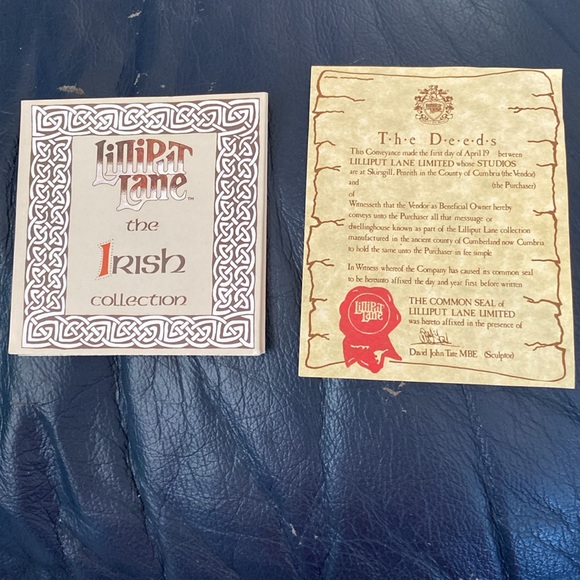 LILLIPUT
LANE™
the
IRISH
collection
The Deeds
This Conveyance made the first day of April 19 between
LILLIPUT LANE LIMITED whose STUDIOS
are at Skirsgill, Penrith in the County of Cumbria (the Vendor)
and (the Purchaser)
of
Witnesseth that the Vendor as Beneficial Owner hereby
conveys unto the Purchaser all that messuage or
dwellinghouse known as part of the Lilliput Lane collection
manufactured in the ancient county of Cumberland now Cumbria
to hold the same unto the Purchaser in fee simple
In Witness whereof the Company has caused its common seal
to be hereunto affixed the day and year first before written
THE COMMON SEAL of
LILLIPUT LANE LIMITED
was hereto affixed in the presence of
David John Tate MBE (Sculptor)
LILLIPUT
LANE